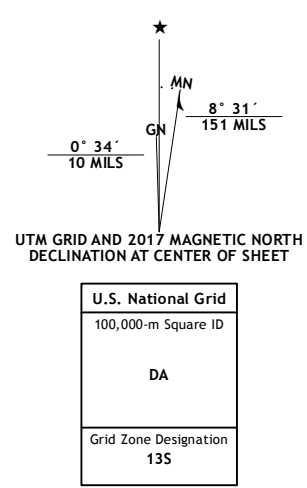 ★
MN
8° 31´
151 MILS
GN
0° 34´
10 MILS
UTM GRID AND 2017 MAGNETIC NORTH
DECLINATION AT CENTER OF SHEET
U.S. National Grid
100,000-m Square ID
DA
Grid Zone Designation
13S